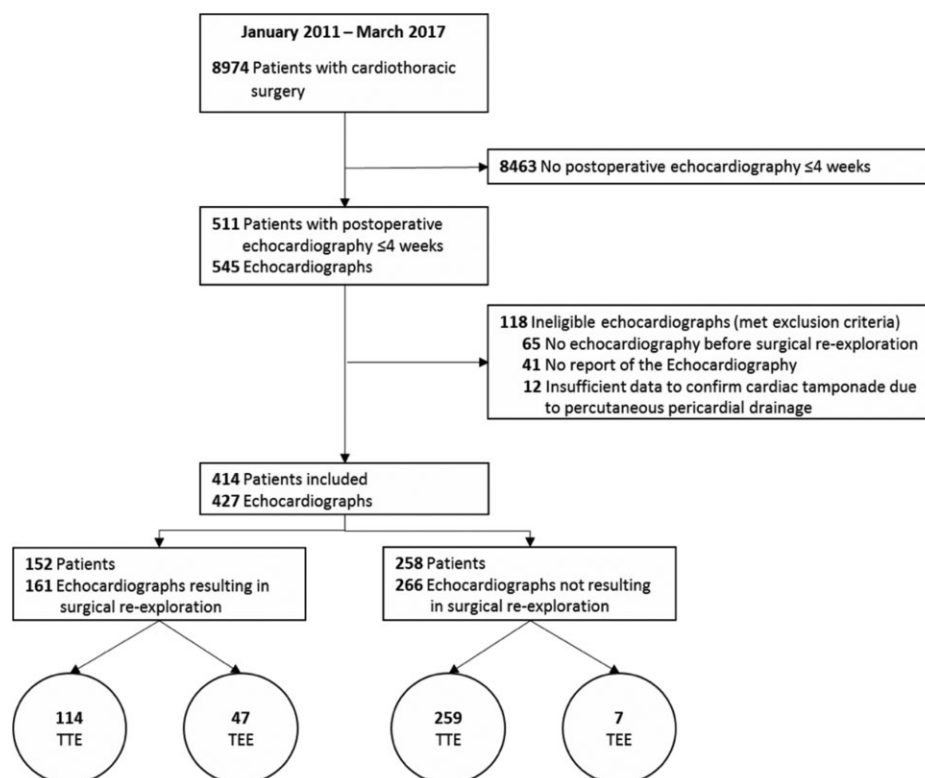 January 2011 – March 2017
8974 Patients with cardiothoracic
surgery
8463 No postoperative echocardiography ≤4 weeks
511 Patients with postoperative
echocardiography ≤4 weeks
545 Echocardiographs
118 Ineligible echocardiographs (met exclusion criteria)
65 No echocardiography before surgical re-exploration
41 No report of the Echocardiography
12 Insufficient data to confirm cardiac tamponade due
to percutaneous pericardial drainage
414 Patients included
427 Echocardiographs
152 Patients
161 Echocardiographs resulting in
surgical re-exploration
258 Patients
266 Echocardiographs not resulting
in surgical re-exploration
114
TTE
47
TEE
259
TTE
7
TEE